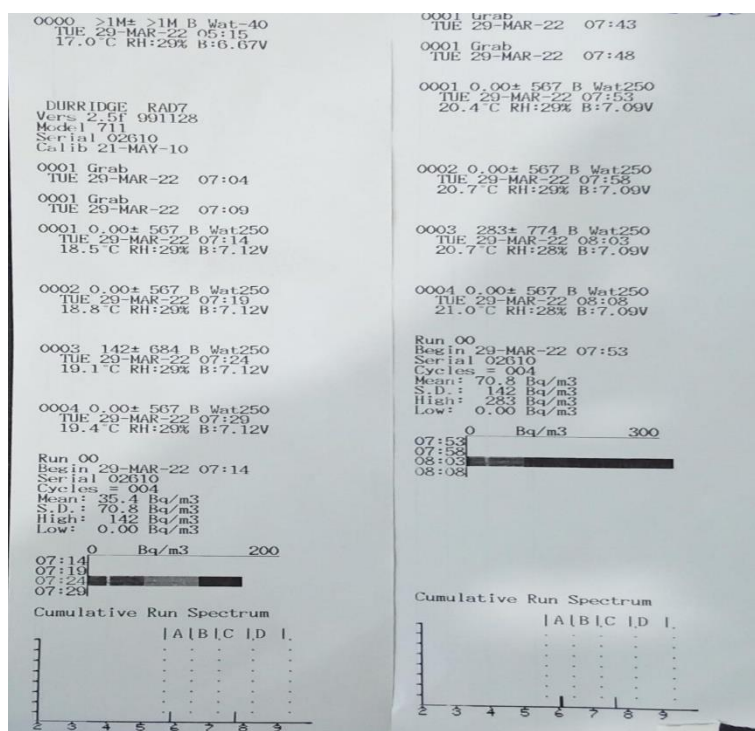 0000 >1M± >1M B Wat-40
TUE 29-MAR-22 05:15
17.0°C RH:29% B:6.67V
DURRIDGE RAD7
Vers 2.5f 991128
Model 711
Serial 02610
Calib 21-MAY-10
0001 Grab
TUE 29-MAR-22 07:04
0001 Grab
TUE 29-MAR-22 07:09
0001 0.00± 567 B Wat250
TUE 29-MAR-22 07:14
18.5°C RH:29% B:7.12V
0002 0.00± 567 B Wat250
TUE 29-MAR-22 07:19
18.8°C RH:29% B:7.12V
0003 142± 684 B Wat250
TUE 29-MAR-22 07:24
19.1°C RH:29% B:7.12V
0004 0.00± 567 B Wat250
TUE 29-MAR-22 07:29
19.4°C RH:29% B:7.12V
Run 00
Begin 29-MAR-22 07:14
Serial 02610
Cycles = 004
Mean: 35.4 Bq/m3
S.D.: 70.8 Bq/m3
High: 142 Bq/m3
Low: 0.00 Bq/m3
0 Bq/m3 200
07:14
07:19
07:24
07:29
Cumulative Run Spectrum
|A|B|C|D|.
2 3 4 5 6 7 8 9
0001 Grab
TUE 29-MAR-22 07:43
0001 Grab
TUE 29-MAR-22 07:48
0001 0.00± 567 B Wat250
TUE 29-MAR-22 07:53
20.4°C RH:29% B:7.09V
0002 0.00± 567 B Wat250
TUE 29-MAR-22 07:58
20.7°C RH:29% B:7.09V
0003 283± 774 B Wat250
TUE 29-MAR-22 08:03
20.7°C RH:28% B:7.09V
0004 0.00± 567 B Wat250
TUE 29-MAR-22 08:08
21.0°C RH:28% B:7.09V
Run 00
Begin 29-MAR-22 07:53
Serial 02610
Cycles = 004
Mean: 70.8 Bq/m3
S.D.: 142 Bq/m3
High: 283 Bq/m3
Low: 0.00 Bq/m3
0 Bq/m3 300
07:53
07:58
08:03
08:08
Cumulative Run Spectrum
|A|B|C|D|.
2 3 4 5 6 7 8 9